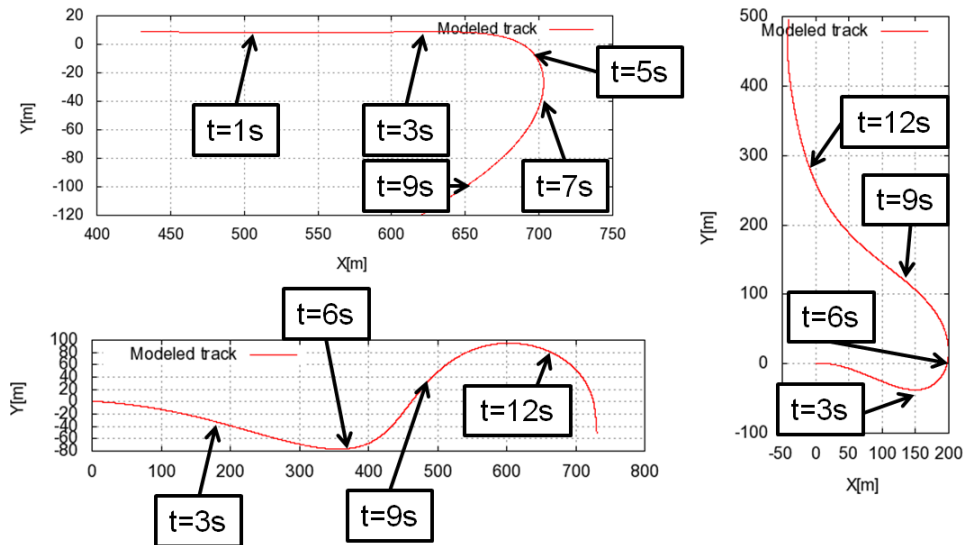 20
0
-20
-40
-60
-80
-100
-120
Y[m]
Modeled track
t=1s
t=3s
t=5s
t=7s
t=9s
400
450
500
550
600
650
700
750
X[m]
100
80
60
40
20
0
-20
-40
-60
-80
Y[m]
Modeled track
t=6s
t=12s
t=9s
t=3s
0
100
200
300
400
500
600
700
800
500
400
300
200
100
0
-100
Y[m]
Modeled track
t=12s
t=9s
t=6s
t=3s
-50
0
50
100
150
200
X[m]